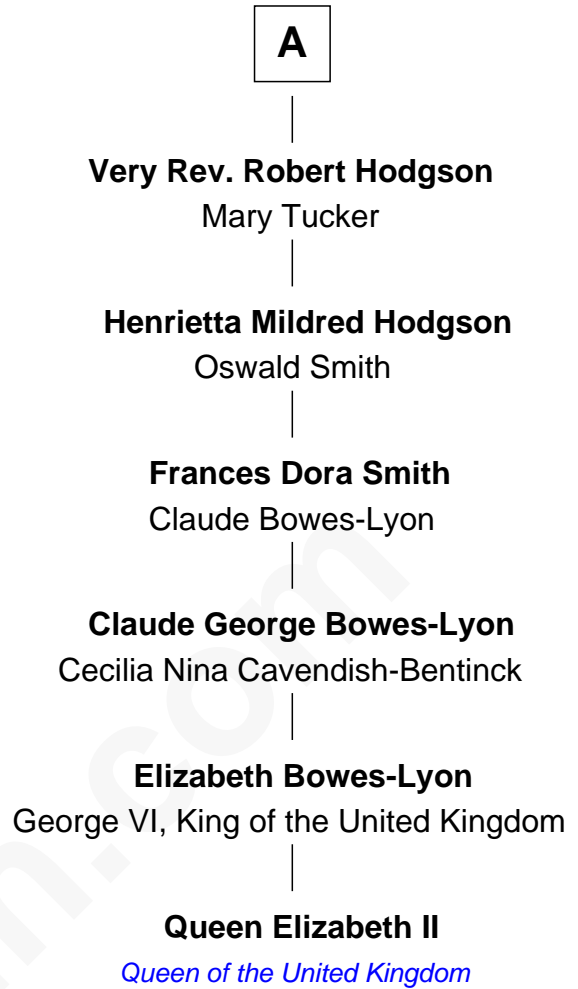 A
Very Rev. Robert Hodgson
Mary Tucker
Henrietta Mildred Hodgson
Oswald Smith
Frances Dora Smith
Claude Bowes-Lyon
Claude George Bowes-Lyon
Cecilia Nina Cavendish-Bentinck
Elizabeth Bowes-Lyon
George VI, King of the United Kingdom
Queen Elizabeth II
Queen of the United Kingdom